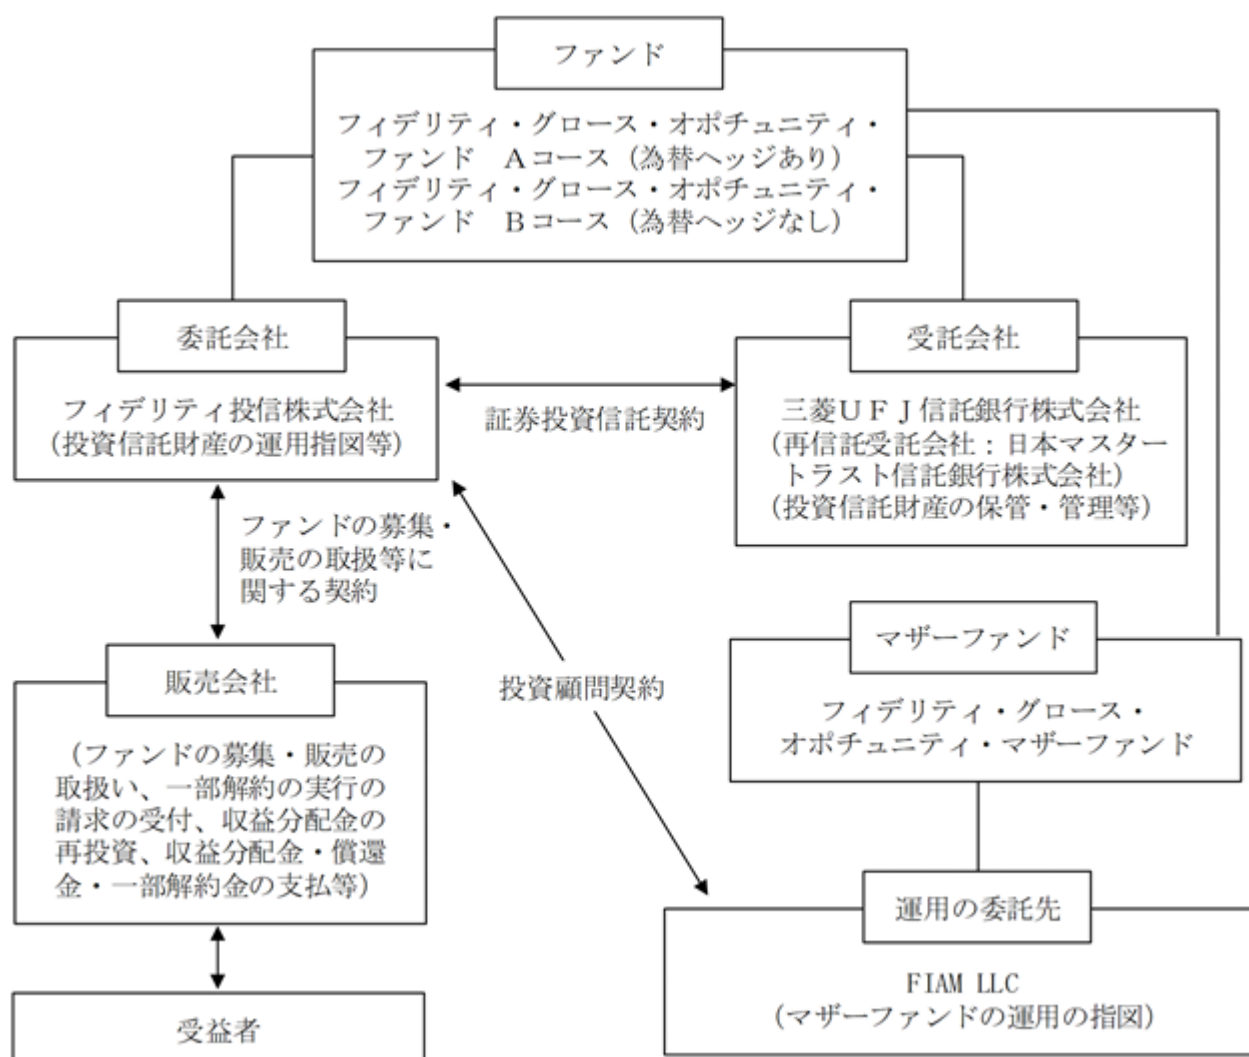 ファンド
フィデリティ・グロース・オポチュニティ・
ファンド　Ａコース（為替ヘッジあり）
フィデリティ・グロース・オポチュニティ・
ファンド　Ｂコース（為替ヘッジなし）
委託会社
フィデリティ投信株式会社
（投資信託財産の運用指図等）
証券投資信託契約
受託会社
三菱ＵＦＪ信託銀行株式会社
（再信託受託会社：日本マスター
トラスト信託銀行株式会社）
（投資信託財産の保管・管理等）
ファンドの募集・
販売の取扱等に
関する契約
投資顧問契約
マザーファンド
フィデリティ・グロース・
オポチュニティ・マザーファンド
販売会社
（ファンドの募集・販売の
取扱い、一部解約の実行の
請求の受付、収益分配金の
再投資、収益分配金・償還
金・一部解約金の支払等）
運用の委託先
FIAM LLC
（マザーファンドの運用の指図）
受益者